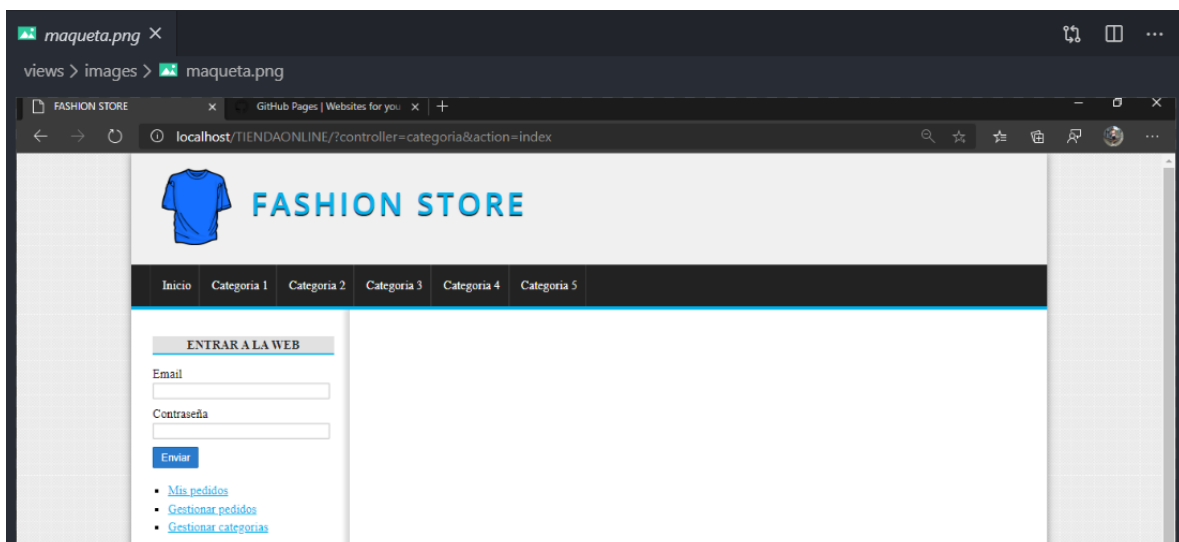 maqueta.png
views > images > maqueta.png
FASHION STORE GitHub Pages | Websites for you
localhost/TIENDAONLINE/?controller=categoria&action=index
FASHION STORE
Inicio Categoria 1 Categoria 2 Categoria 3 Categoria 4 Categoria 5
ENTRAR A LA WEB
Email
Contraseña
Enviar
Mis pedidos
Gestionar pedidos
Gestionar categorias